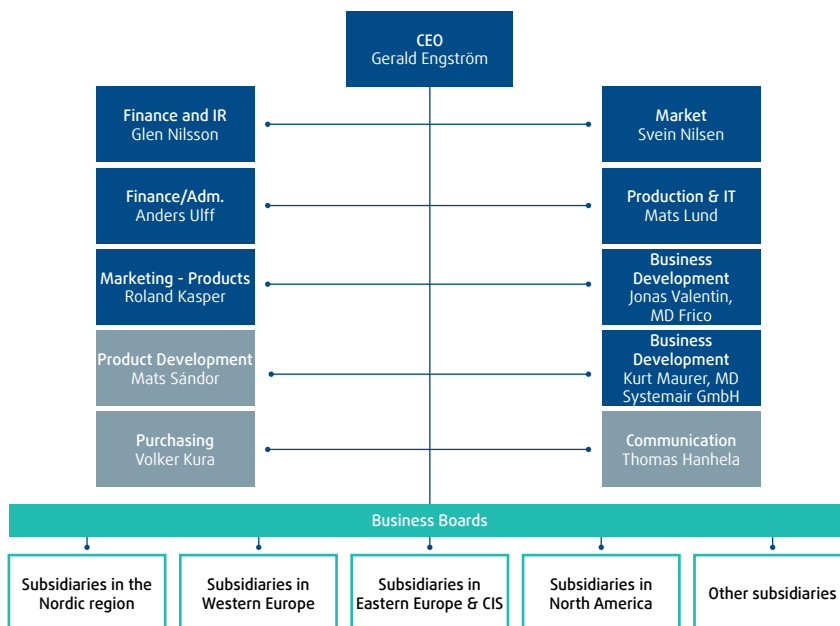 CEO
Gerald Engström
Finance and IR
Glen Nilsson
Market
Svein Nilsen
Finance/Adm.
Anders Ulff
Production & IT
Mats Lund
Marketing - Products
Roland Kasper
Business
Development
Jonas Valentin,
MD Frico
Product Development
Mats Sándor
Business
Development
Kurt Maurer, MD
Systemair GmbH
Purchasing
Volker Kura
Communication
Thomas Hanhela
Business Boards
Subsidiaries in the
Nordic region
Subsidiaries in
Western Europe
Subsidiaries in
Eastern Europe & CIS
Subsidiaries in
North America
Other subsidiaries